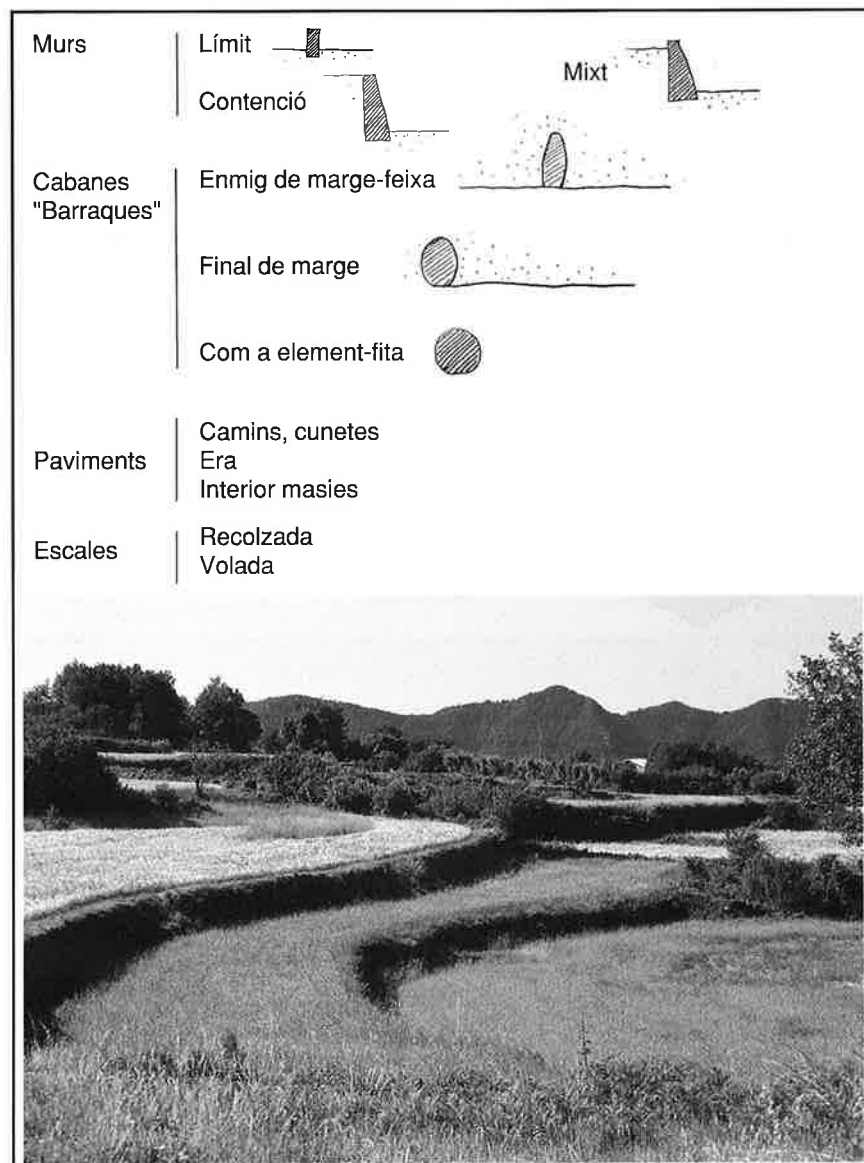 Murs
Límit
Mixt
Contenció
Cabanes
"Barraques"
Enmig de marge-feixa
Final de marge
Com a element-fita
Paviments
Camins, cunetes
Era
Interior masies
Escales
Recolzada
Volada